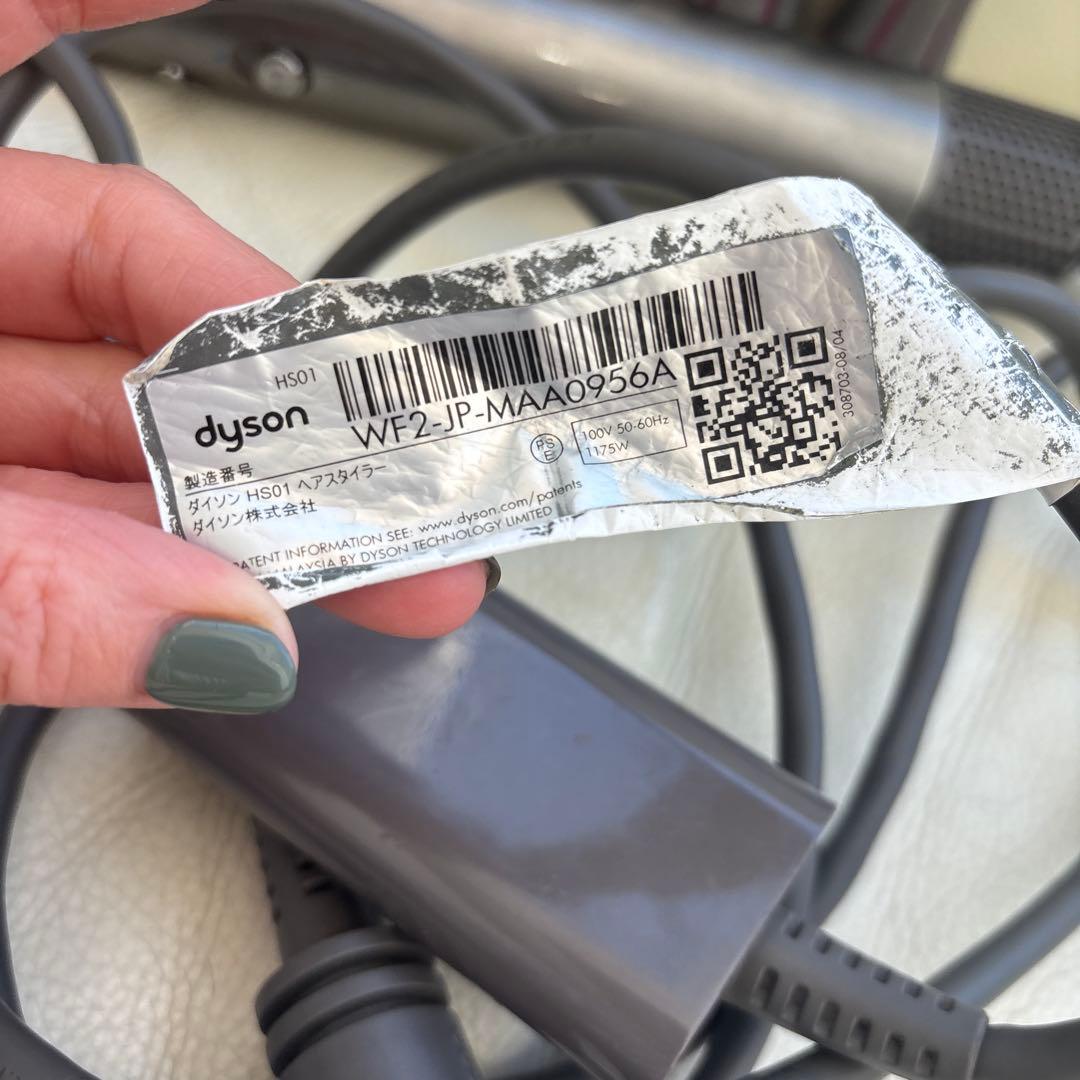 HS01
dyson
WF2-JP-MAA0956A
製造番号
ダイソン HS01 ヘアスタイラー
ダイソン株式会社
PS
E
100V 50-60Hz
1175W
308703-08/04
PATENT INFORMATION SEE: www.dyson.com/patents
MALAYSIA BY DYSON TECHNOLOGY LIMITED